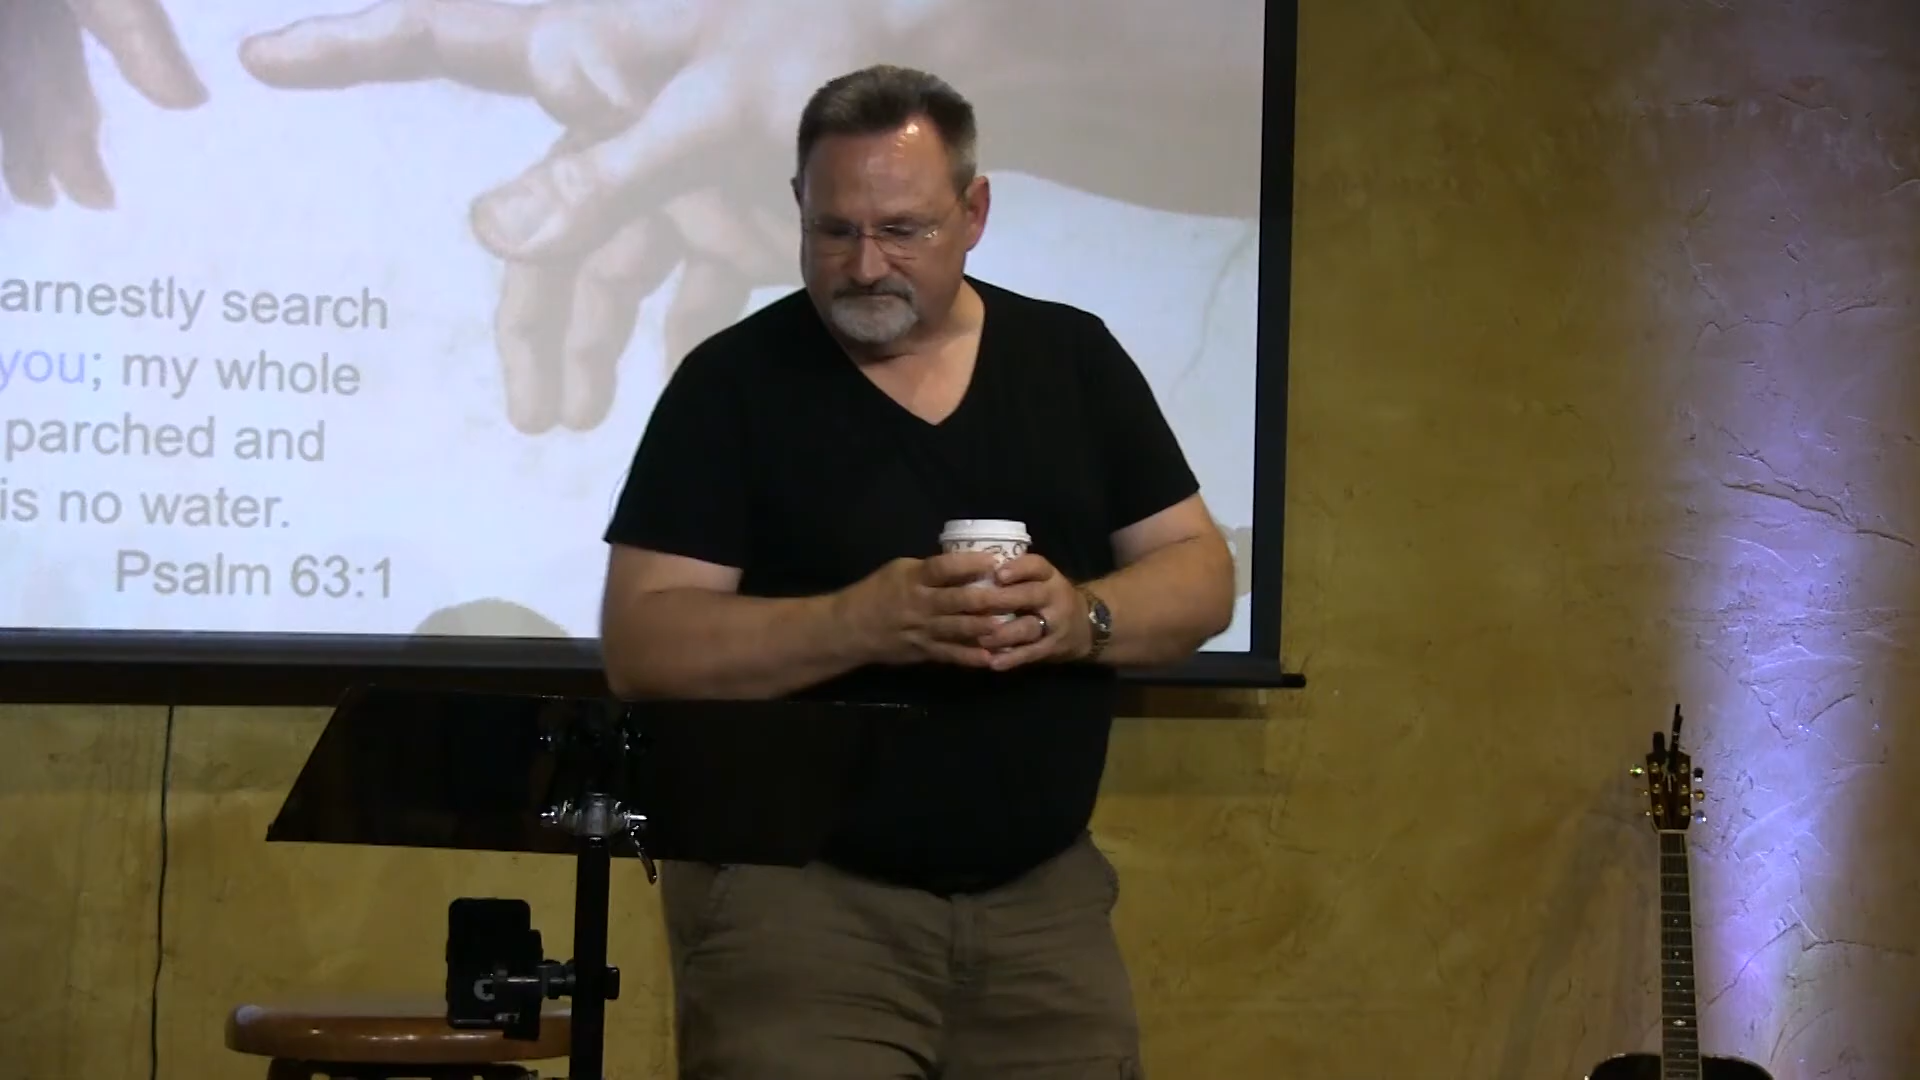 arnestly search
you; my whole
parched and
is no water.
Psalm 63:1